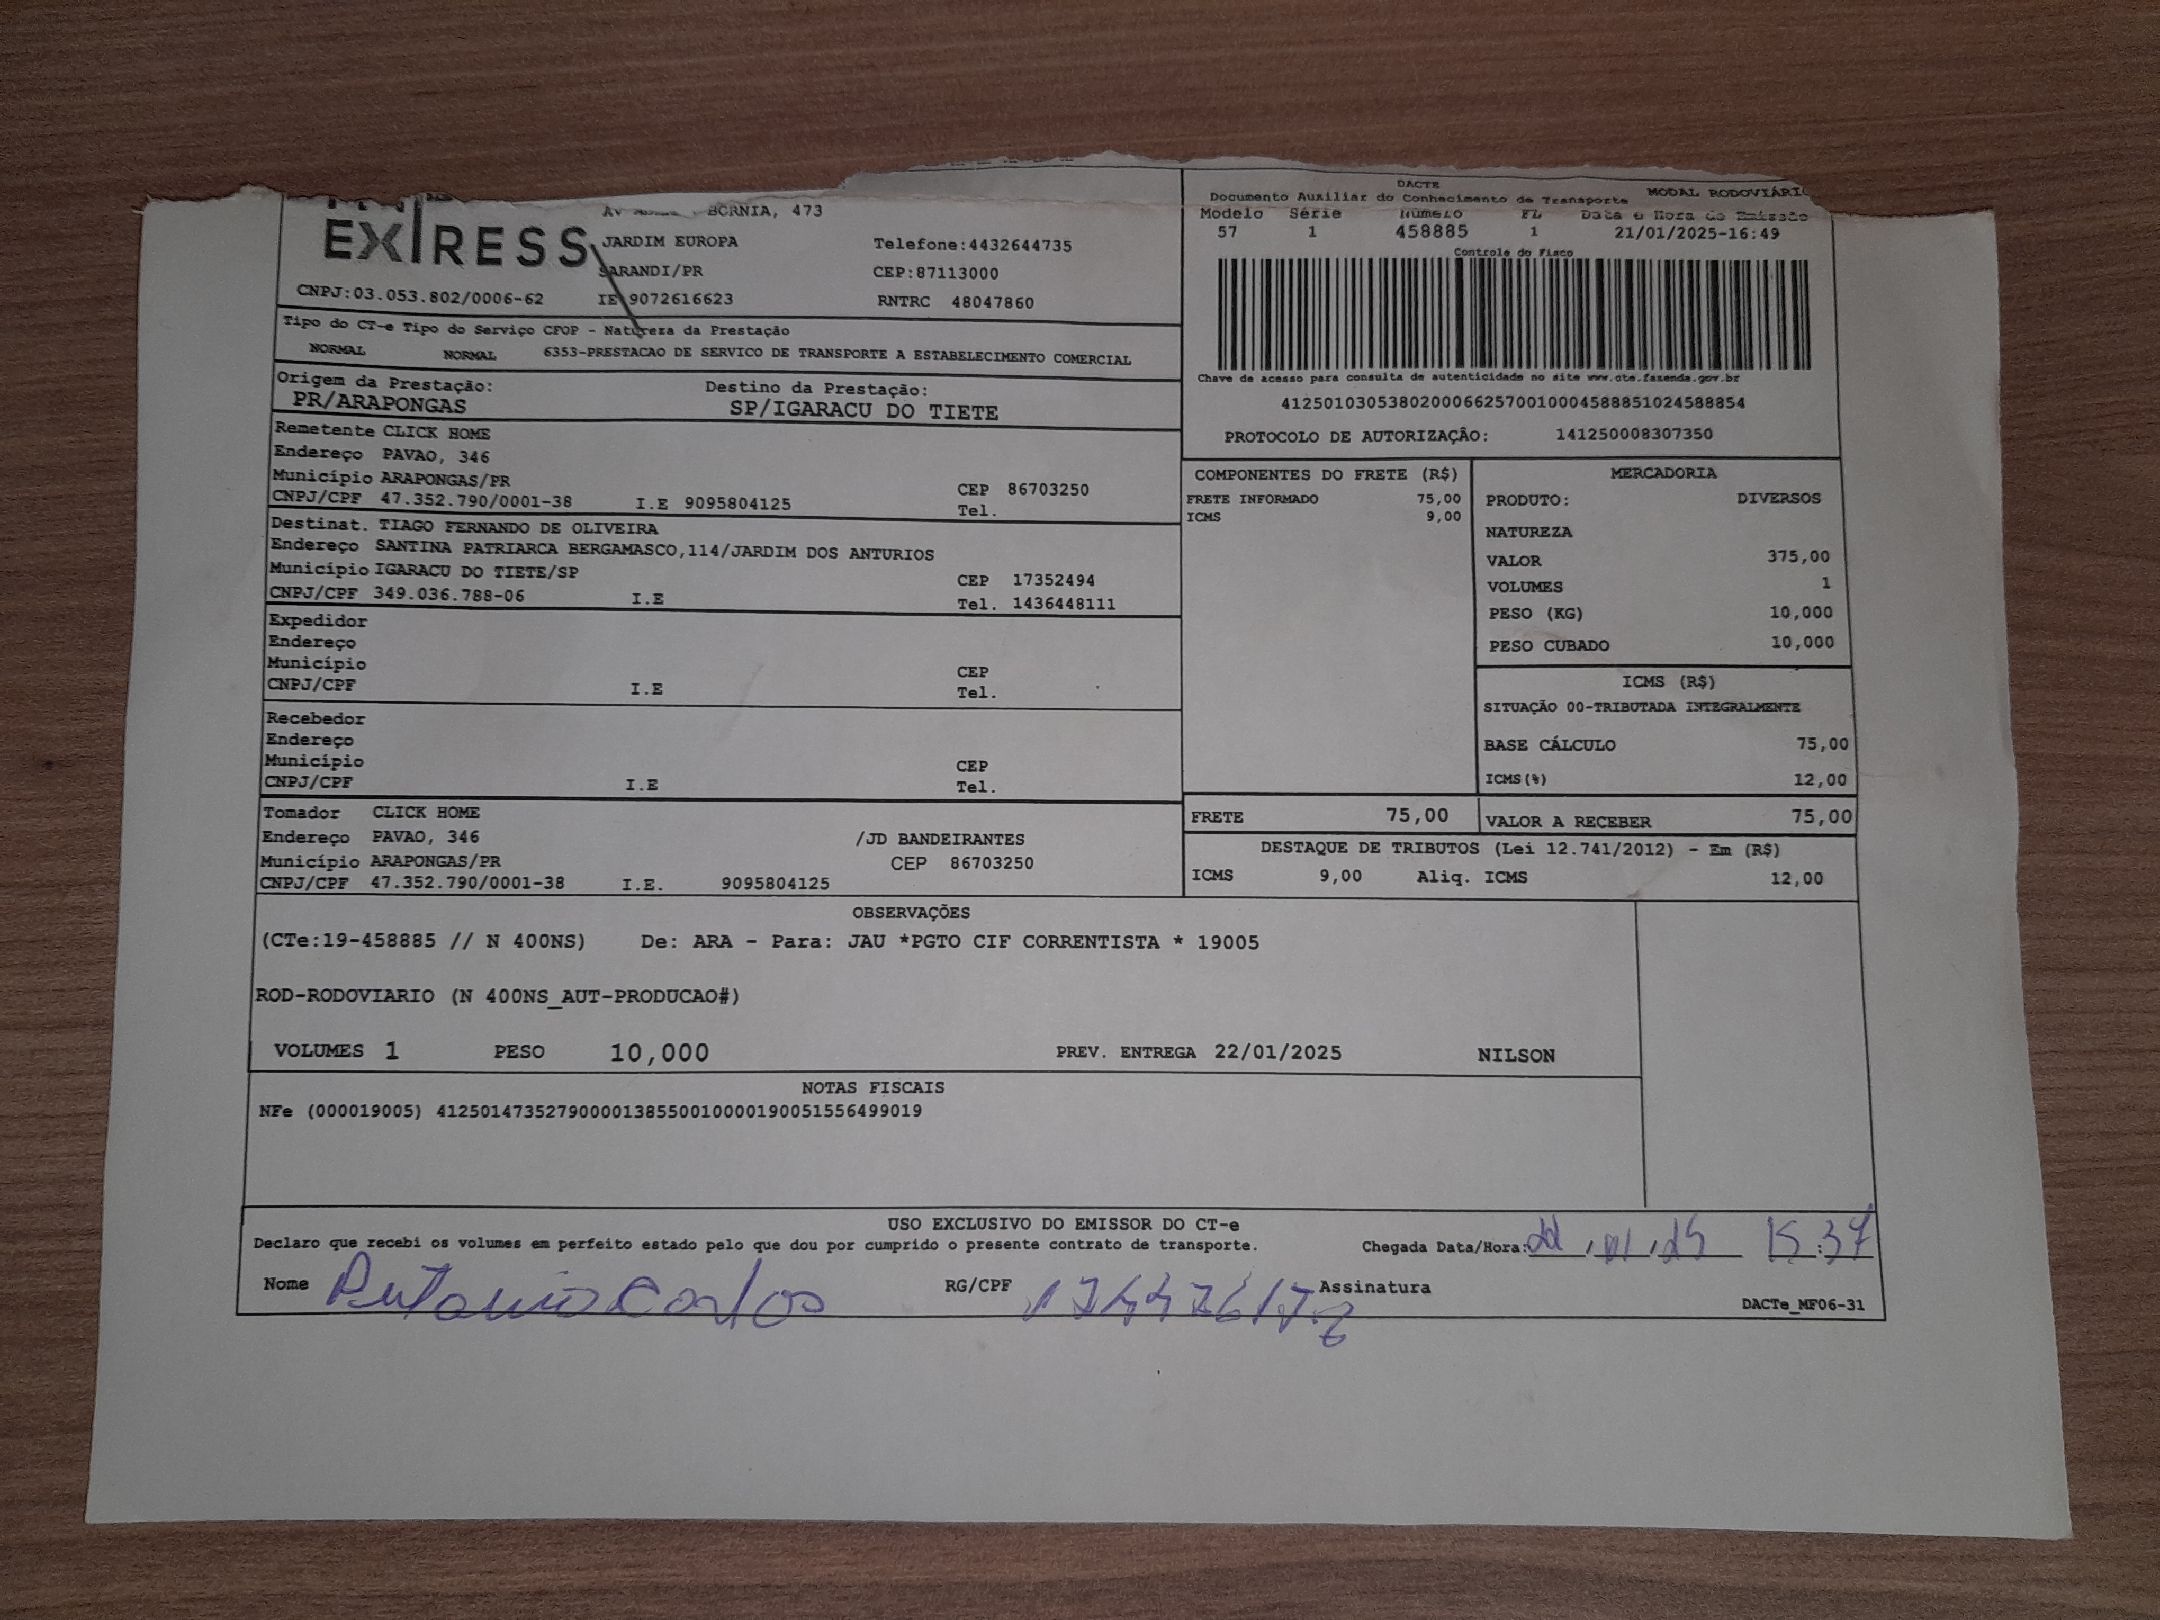 DACTE
Documento Auxiliar do Conhecimento de Transporte MODAL RODOVIÁRIO
Modelo Série Número FL Data e Hora de Emissão
57 1 458885 1 21/01/2025-16:49
Controle do Fisco
Chave de acesso para consulta de autenticidade no site www.cte.fazenda.gov.br
41250103053802000662570010004588851024588854
PROTOCOLO DE AUTORIZAÇÃO: 141250008307350
EXPRESS
AV BORNIA, 473
JARDIM EUROPA Telefone:4432644735
SARANDI/PR CEP:87113000
CNPJ:03.053.802/0006-62 IE 9072616623 RNTRC 48047860
Tipo do CT-e Tipo do Serviço CFOP - Natureza da Prestação
NORMAL NORMAL 6353-PRESTACAO DE SERVICO DE TRANSPORTE A ESTABELECIMENTO COMERCIAL
Origem da Prestação: Destino da Prestação:
PR/ARAPONGAS SP/IGARACU DO TIETE
Remetente CLICK HOME
Endereço PAVAO, 346
Município ARAPONGAS/PR CEP 86703250
CNPJ/CPF 47.352.790/0001-38 I.E 9095804125 Tel.
Destinat. TIAGO FERNANDO DE OLIVEIRA
Endereço SANTINA PATRIARCA BERGAMASCO,114/JARDIM DOS ANTURIOS
Município IGARACU DO TIETE/SP CEP 17352494
CNPJ/CPF 349.036.788-06 I.E Tel. 1436448111
Expedidor
Endereço
Município CEP
CNPJ/CPF I.E Tel.
Recebedor
Endereço
Município CEP
CNPJ/CPF I.E Tel.
Tomador CLICK HOME
Endereço PAVAO, 346 /JD BANDEIRANTES
Município ARAPONGAS/PR CEP 86703250
CNPJ/CPF 47.352.790/0001-38 I.E. 9095804125
COMPONENTES DO FRETE (R$)
FRETE INFORMADO 75,00
ICMS 9,00
MERCADORIA
PRODUTO: DIVERSOS
NATUREZA
VALOR 375,00
VOLUMES 1
PESO (KG) 10,000
PESO CUBADO 10,000
ICMS (R$)
SITUAÇÃO 00-TRIBUTADA INTEGRALMENTE
BASE CÁLCULO 75,00
ICMS(%) 12,00
FRETE 75,00 VALOR A RECEBER 75,00
DESTAQUE DE TRIBUTOS (Lei 12.741/2012) - Em (R$)
ICMS 9,00 Aliq. ICMS 12,00
OBSERVAÇÕES
(CTe:19-458885 // N 400NS) De: ARA - Para: JAU *PGTO CIF CORRENTISTA * 19005
ROD-RODOVIARIO (N 400NS_AUT-PRODUCAO#)
VOLUMES 1 PESO 10,000 PREV. ENTREGA 22/01/2025 NILSON
NOTAS FISCAIS
NFe (000019005) 41250147352790000138550010000190051556499019
USO EXCLUSIVO DO EMISSOR DO CT-e
Declaro que recebi os volumes em perfeito estado pelo que dou por cumprido o presente contrato de transporte. Chegada Data/Hora: 22 01 25 15:37
Nome Antonio Carlos RG/CPF Assinatura
DACTe_MF06-31